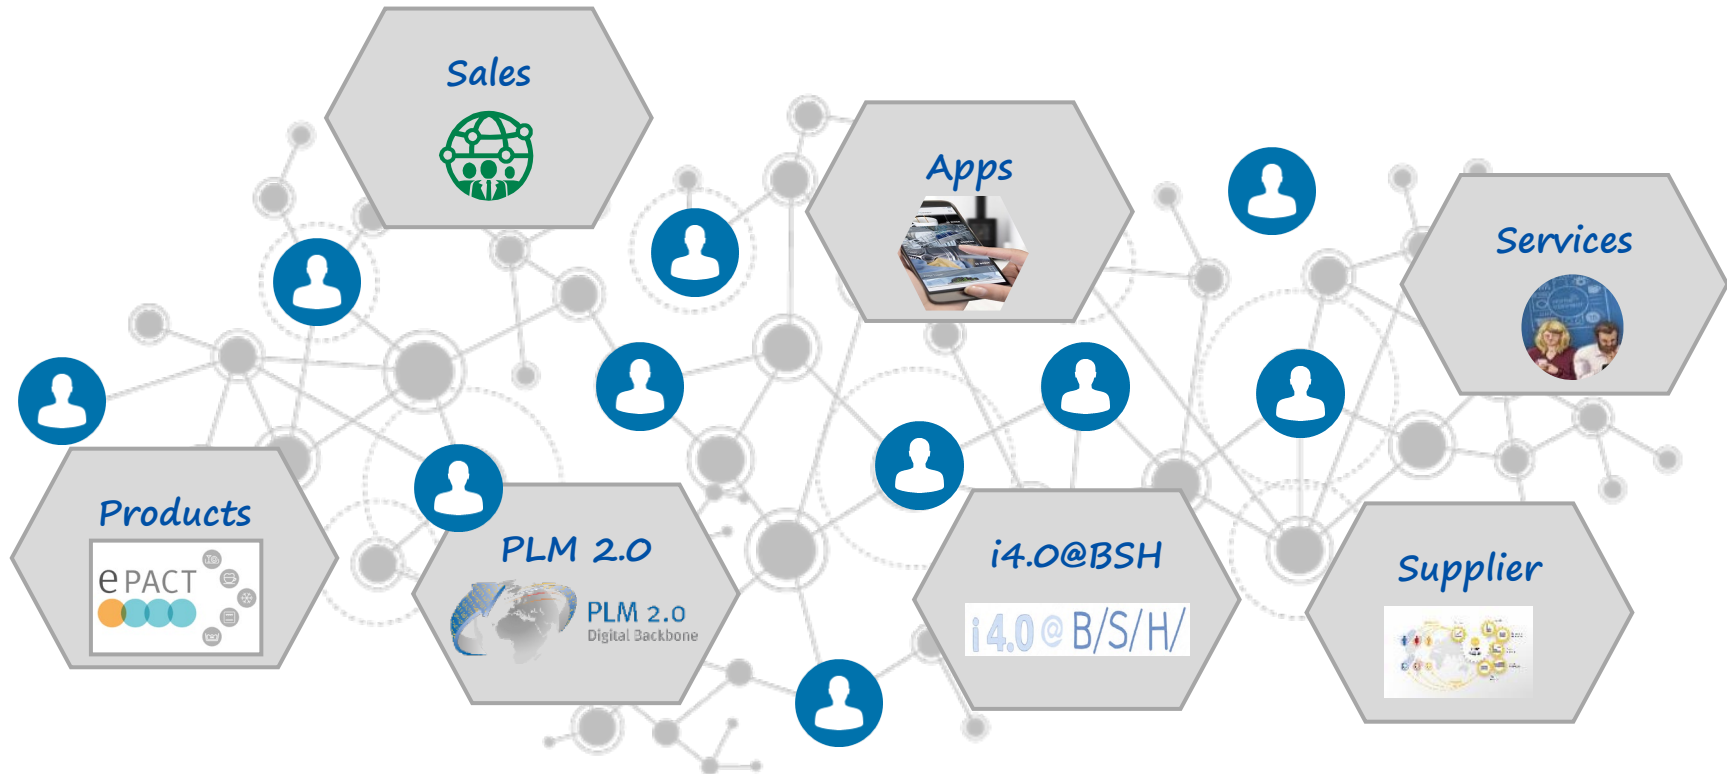 Sales
Apps
Services
Products
ePACT
PLM 2.0
PLM 2.0
Digital Backbone
i4.0@BSH
i4.0@B/S/H/
Supplier